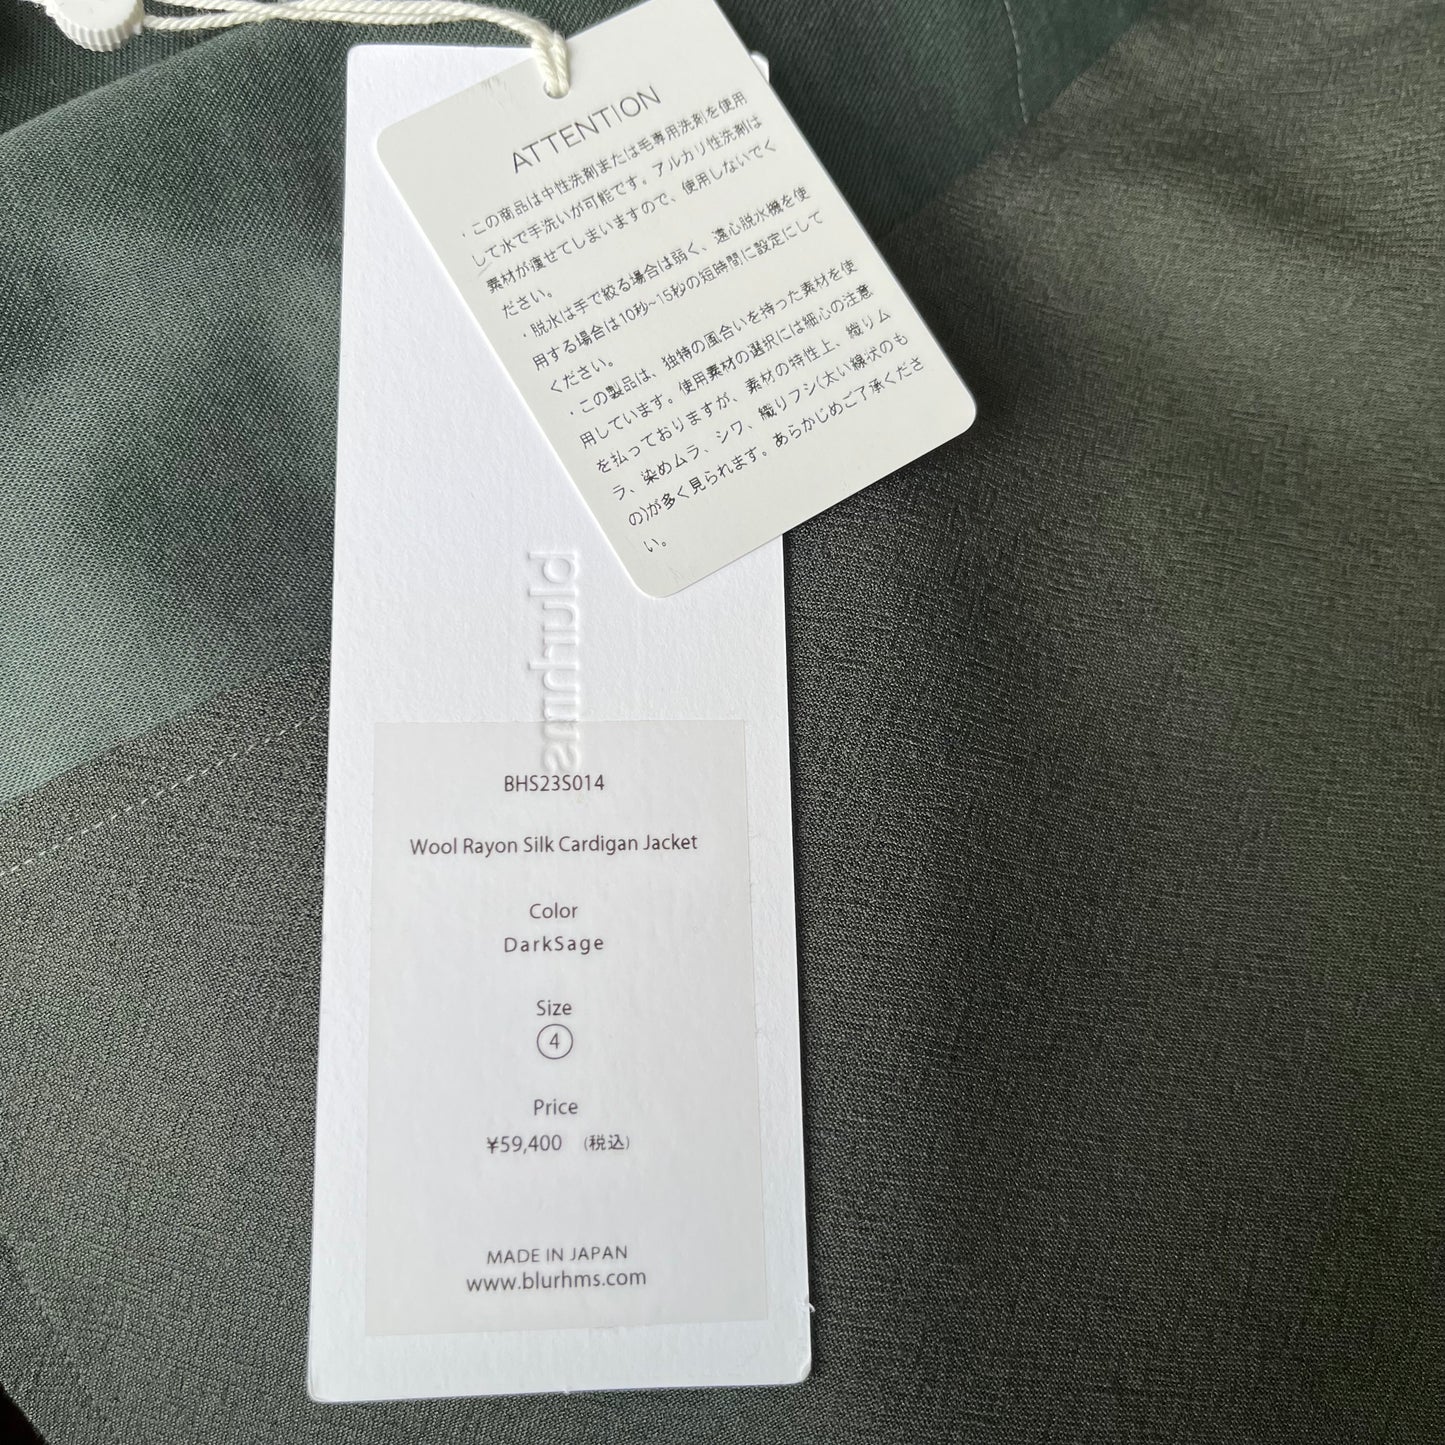 ATTENTION
・この商品は中性洗剤または毛専用洗剤を使用
して水で手洗いが可能です。アルカリ性洗剤は
素材が痩せてしまいますので、使用しないでく
ださい。
・脱水は手で絞る場合は弱く、遠心脱水機を使
用する場合は10秒~15秒の短時間に設定にして
ください。
・この製品は、独特の風合いを持った素材を使
用しています。使用素材の選択には細心の注意
を払っておりますが、素材の特性上、織りム
ラ、染めムラ、シワ、織りフシ(太い線状のも
の)が多く見られます。あらかじめご了承くださ
い。
blurhms
BHS23S014
Wool Rayon Silk Cardigan Jacket
Color
DarkSage
Size
4
Price
¥59,400 (税込)
MADE IN JAPAN
www.blurhms.com